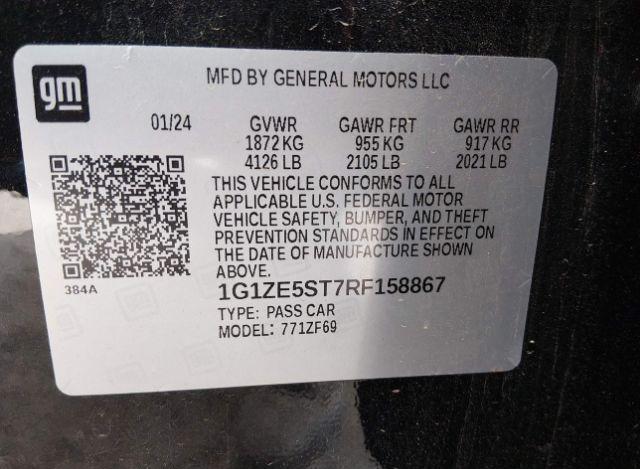 gm
MFD BY GENERAL MOTORS LLC
01/24 GVWR GAWR FRT GAWR RR
1872 KG 955 KG 917 KG
4126 LB 2105 LB 2021 LB
THIS VEHICLE CONFORMS TO ALL
APPLICABLE U.S. FEDERAL MOTOR
VEHICLE SAFETY, BUMPER, AND THEFT
PREVENTION STANDARDS IN EFFECT ON
THE DATE OF MANUFACTURE SHOWN
ABOVE.
384A
1G1ZE5ST7RF158867
TYPE: PASS CAR
MODEL: 771ZF69